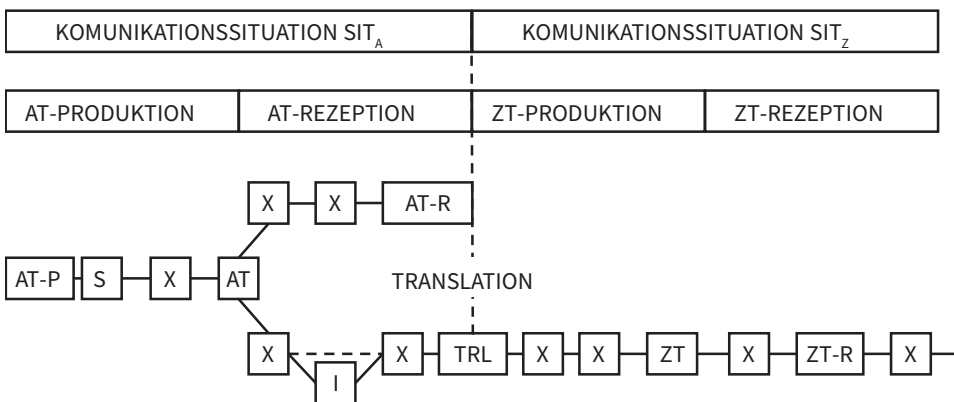 KOMUNIKATIONSSITUATION SIT_A KOMUNIKATIONSSITUATION SIT_Z
AT-PRODUKTION AT-REZEPTION ZT-PRODUKTION ZT-REZEPTION
X X AT-R
AT-P S X AT TRANSLATION
X X TRL X X ZT X ZT-R X
I